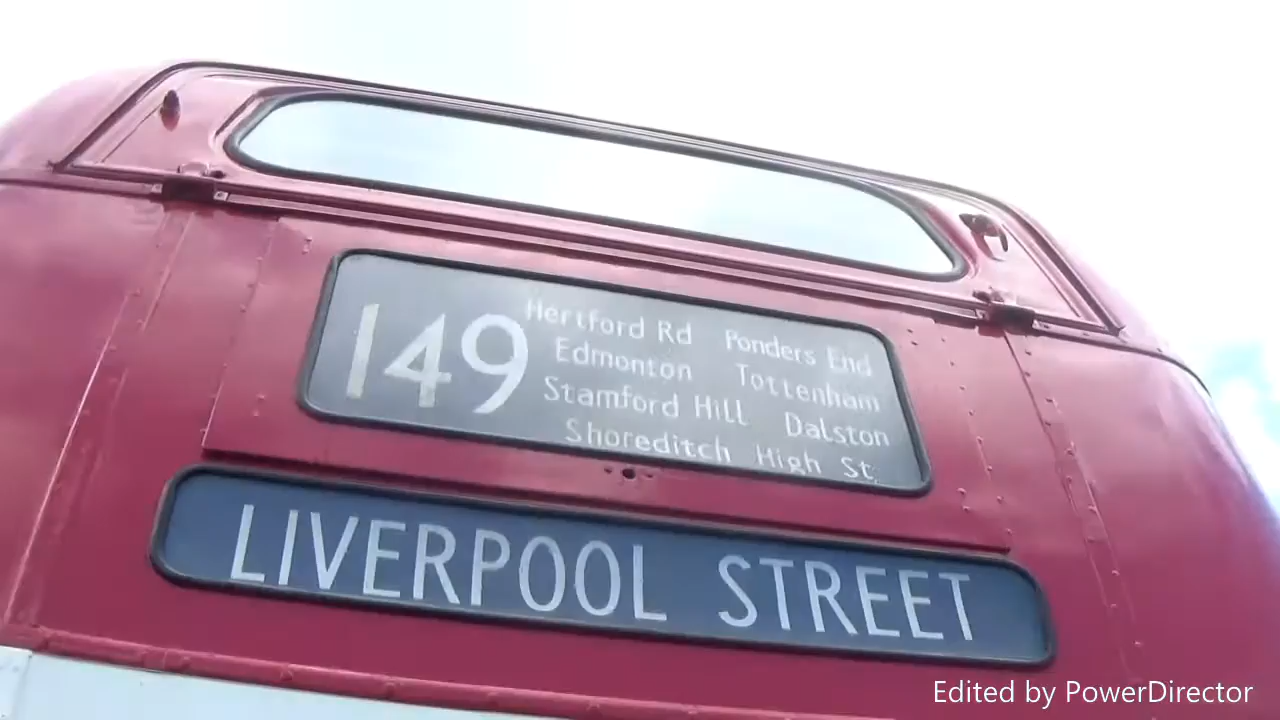 149
Hertford Rd Ponders End
Edmonton Tottenham
Stamford Hill Dalston
Shoreditch High St.
LIVERPOOL STREET
Edited by PowerDirector